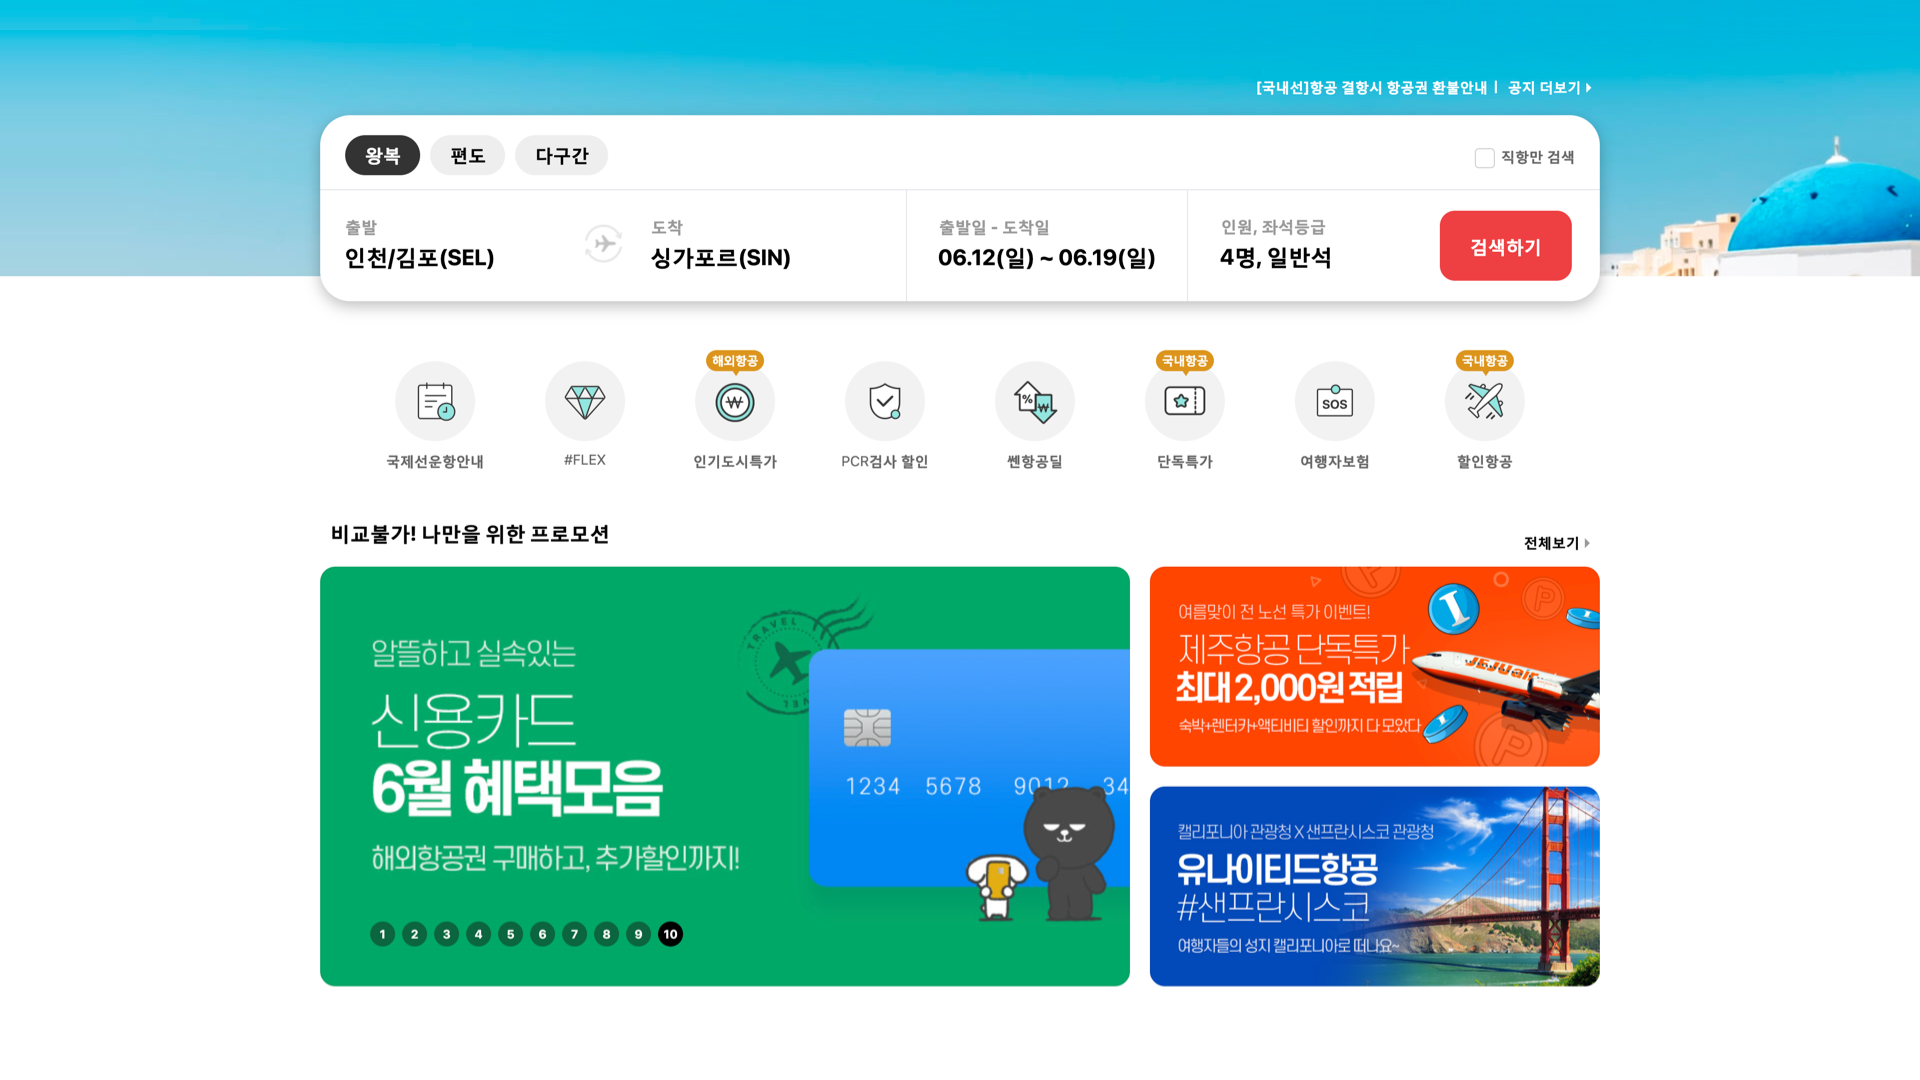 [국내선]항공 결항시 항공권 환불안내 | 공지 더보기
왕복 편도 다구간
직항만 검색
출발
인천/김포(SEL)
도착
싱가포르(SIN)
출발일 - 도착일
06.12(일) ~ 06.19(일)
인원, 좌석등급
4명, 일반석
검색하기
국제선운항안내
#FLEX
해외항공
인기도시특가
PCR검사 할인
%
쎈항공딜
국내항공
단독특가
SOS
여행자보험
국내항공
할인항공
비교불가! 나만을 위한 프로모션
전체보기
알뜰하고 실속있는
신용카드
6월 혜택모음
해외항공권 구매하고, 추가할인까지!
TRAVEL
1234 5678 9012 34
1 2 3 4 5 6 7 8 9 10
여름맞이 전 노선 특가 이벤트!
제주항공 단독특가
최대 2,000원 적립
숙박+렌터카+액티비티 할인까지 다 모았다
JEJUair
캘리포니아 관광청 X 샌프란시스코 관광청
유나이티드항공
#샌프란시스코
여행자들의 성지 캘리포니아로 떠나요~